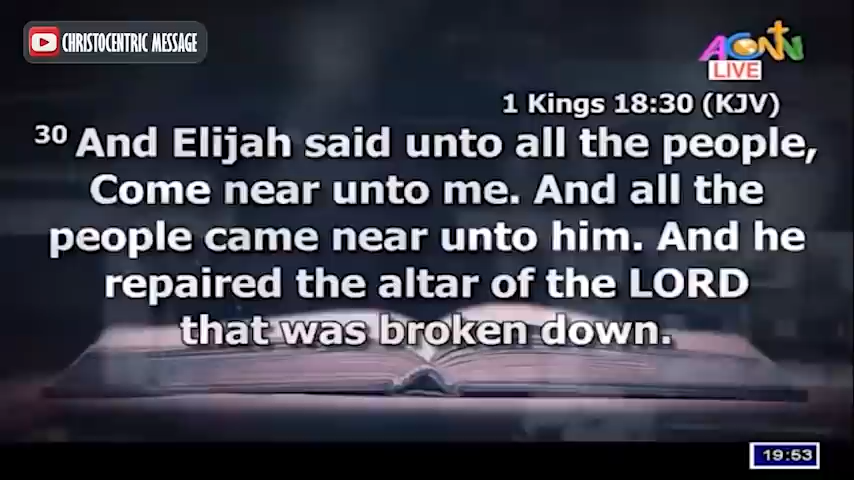 CHRISTOCENTRIC MESSAGE
ACNN
LIVE
1 Kings 18:30 (KJV)
30 And Elijah said unto all the people,
Come near unto me. And all the
people came near unto him. And he
repaired the altar of the LORD
that was broken down.
19:53